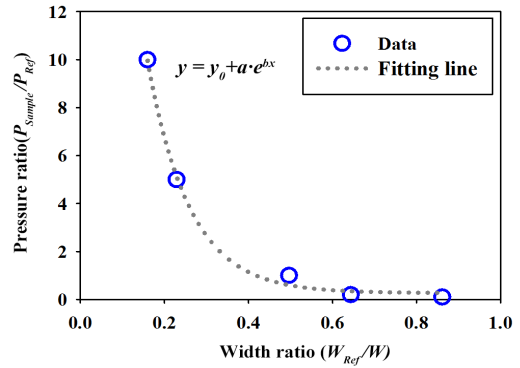 12
10
8
6
4
2
0
Pressure ratio(P_Sample/P_Ref)
y = y_0+a·e^bx
Data
Fitting line
0.0 0.2 0.4 0.6 0.8 1.0
Width ratio (W_Ref/W)